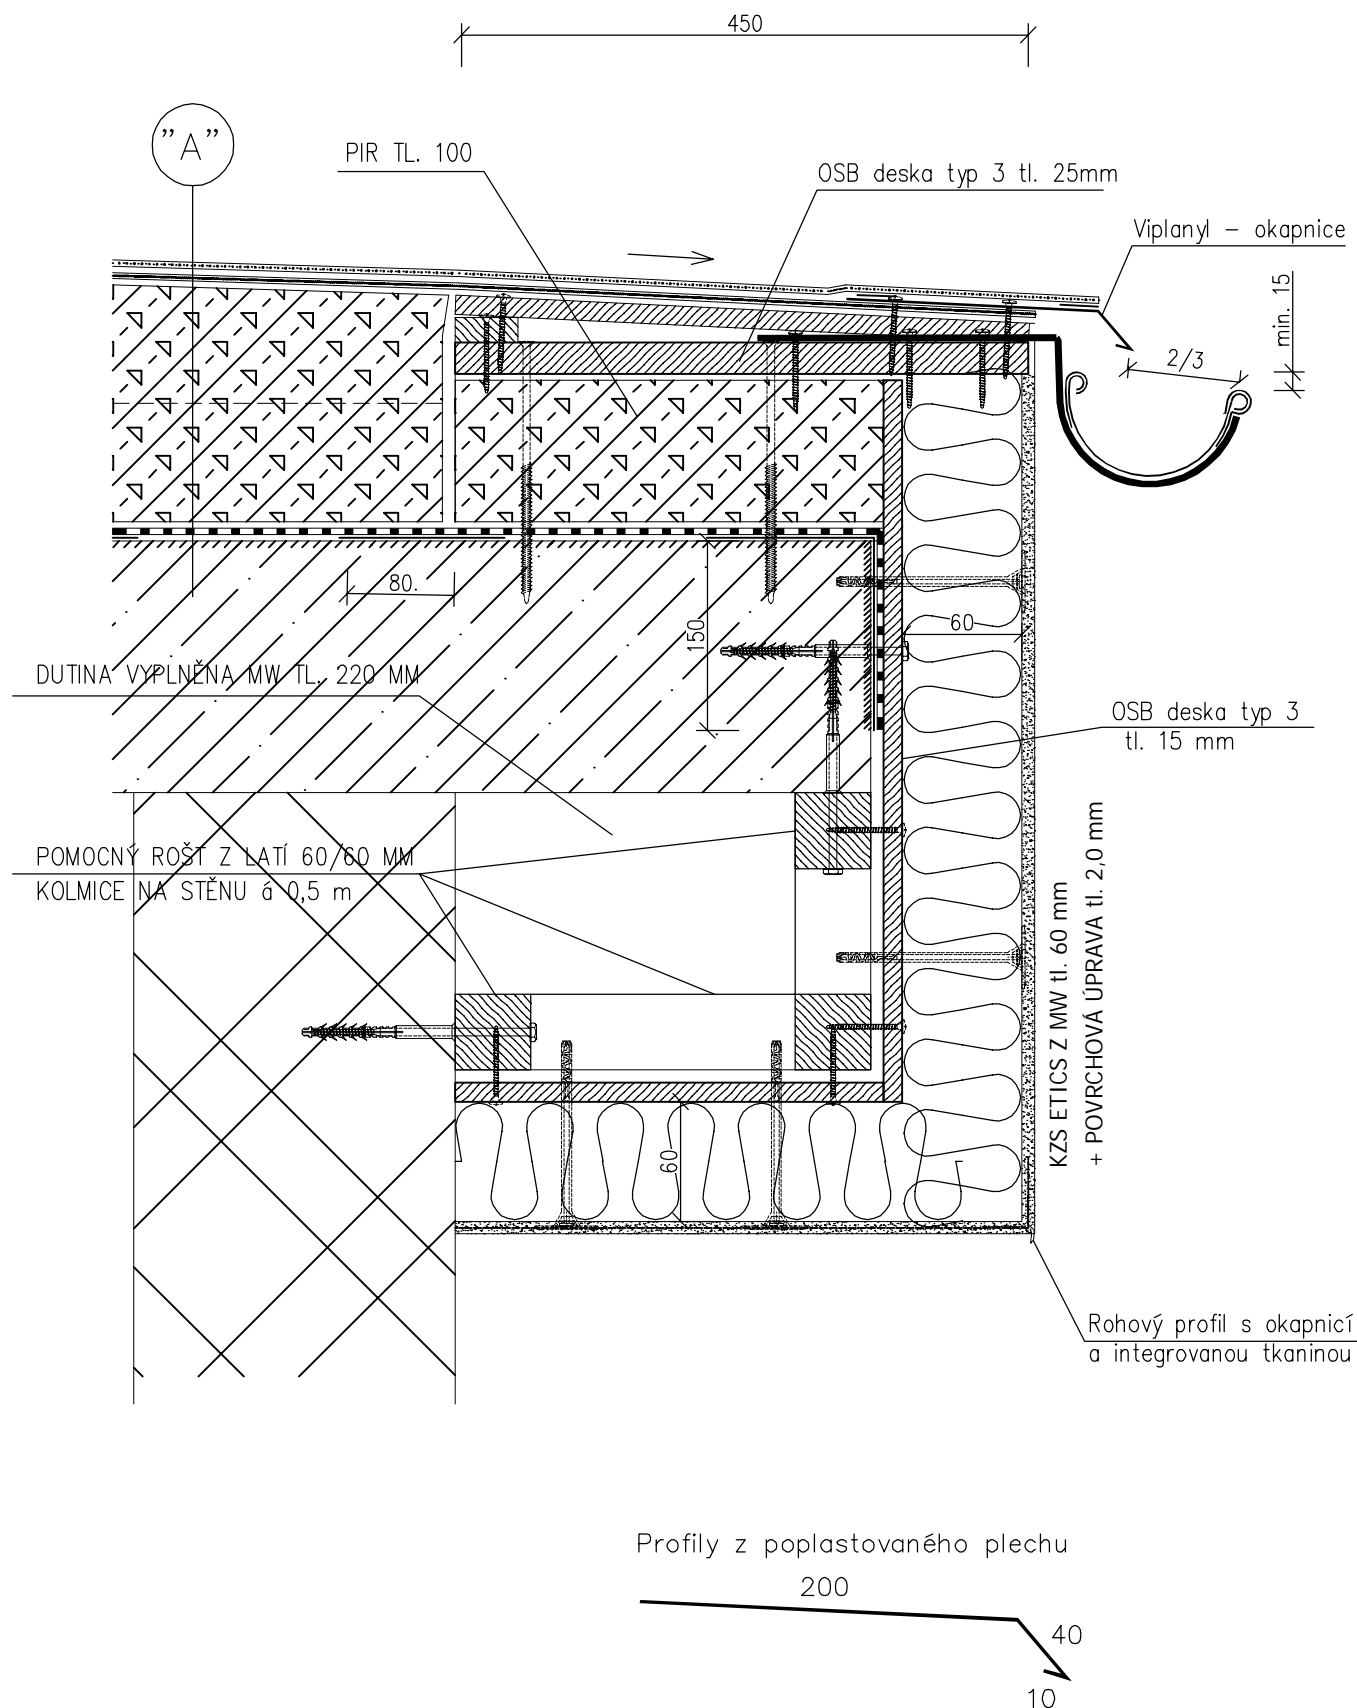 450
"A"
PIR TL. 100
OSB deska typ 3 tl. 25mm
Viplanyl - okapnice
min. 15
2/3
80.
150
60
DUTINA VYPLNĚNA MW TL. 220 MM
OSB deska typ 3
tl. 15 mm
POMOCNÝ ROŠT Z LATÍ 60/60 MM
KOLMICE NA STĚNU á 0,5 m
KZS ETICS Z MW tl. 60 mm
+ POVRCHOVÁ ÚPRAVA tl. 2,0 mm
60
Rohový profil s okapnicí
a integrovanou tkaninou
Profily z poplastovaného plechu
200
40
10